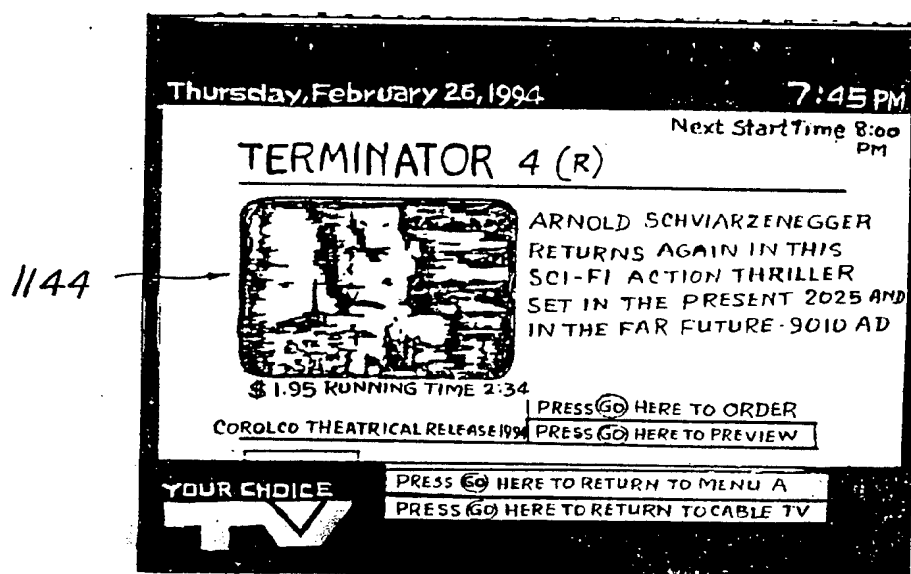 Thursday, February 26, 1994
7:45 PM
Next Start Time 8:00
PM
TERMINATOR 4 (R)
1144
ARNOLD SCHVIARZENEGGER
RETURNS AGAIN IN THIS
SCI-FI ACTION THRILLER
SET IN THE PRESENT 2025 AND
IN THE FAR FUTURE-9010 AD
$ 1.95 RUNNING TIME 2:34
PRESS GO HERE TO ORDER
COROLCO THEATRICAL RELEASE 1994
PRESS GO HERE TO PREVIEW
YOUR CHOICE
TV
PRESS GO HERE TO RETURN TO MENU A
PRESS GO HERE TO RETURN TO CABLE TV